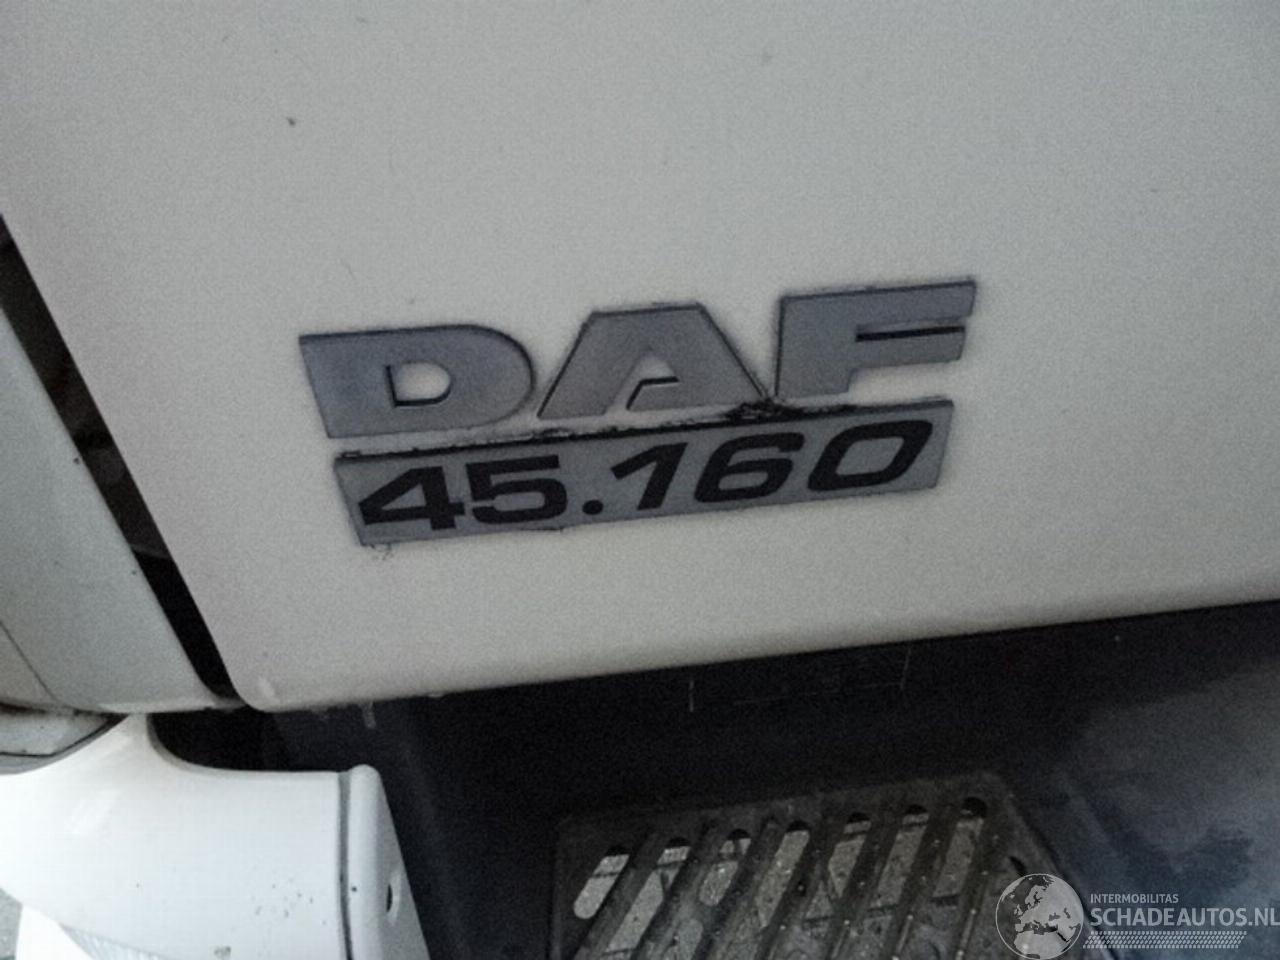 DAF
45.160
INTERMOBILITAS
SCHADEAUTOS.NL